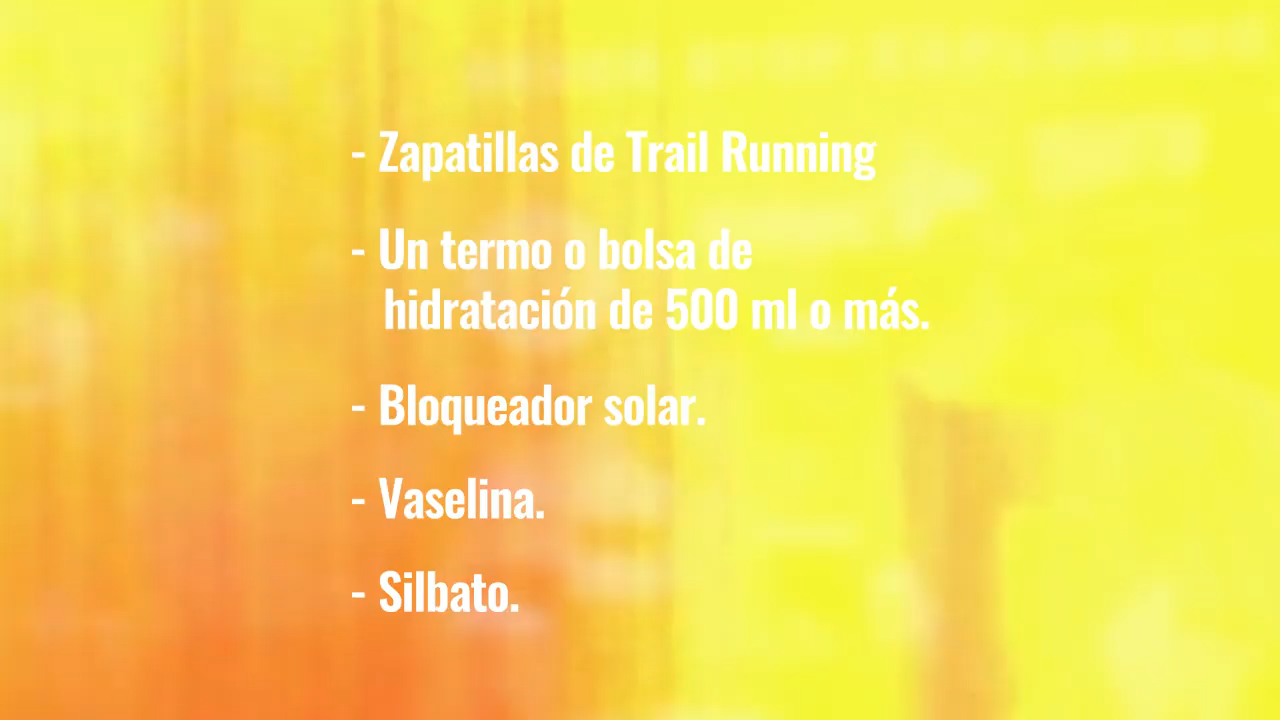 - Zapatillas de Trail Running
- Un termo o bolsa de
hidratación de 500 ml o más.
- Bloqueador solar.
- Vaselina.
- Silbato.